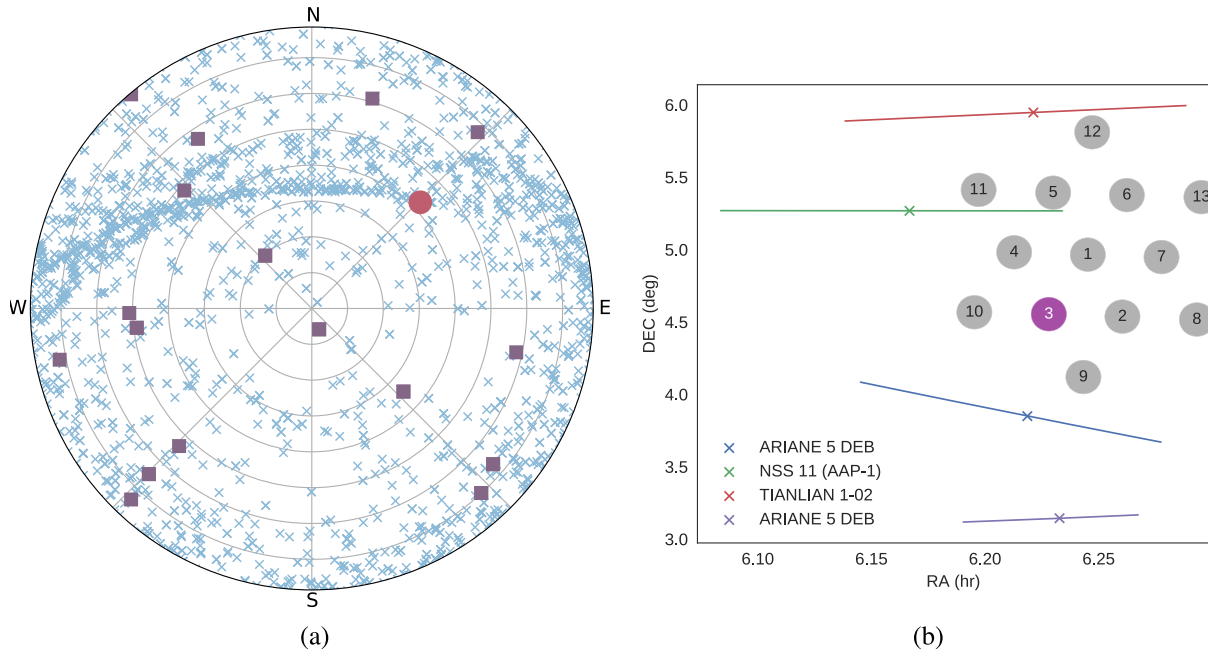 N
W
E
S
(a)
6.0
5.5
5.0
4.5
4.0
3.5
3.0
DEC (deg)
12
11
5
6
13
4
1
7
10
3
2
8
9
ARIANE 5 DEB
NSS 11 (AAP-1)
TIANLIAN 1-02
ARIANE 5 DEB
6.10
6.15
6.20
6.25
RA (hr)
(b)